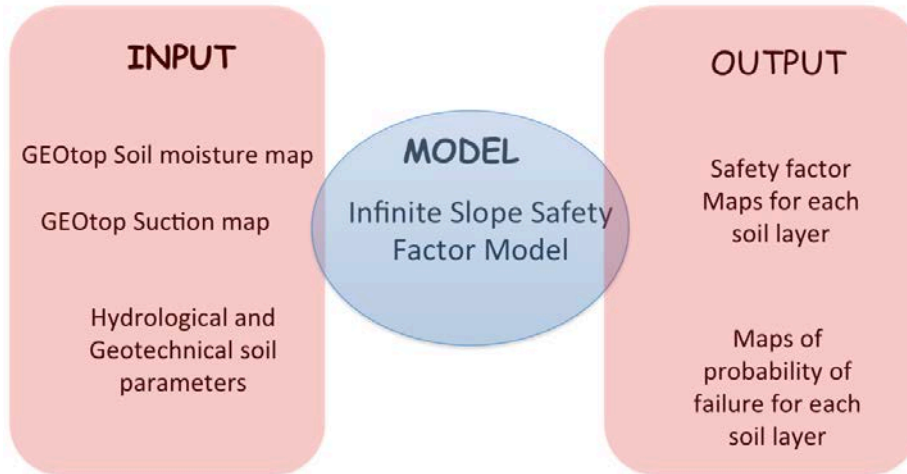 INPUT
GEOtop Soil moisture map
GEOtop Suction map
Hydrological and
Geotechnical soil
parameters
MODEL
Infinite Slope Safety
Factor Model
OUTPUT
Safety factor
Maps for each
soil layer
Maps of
probability of
failure for each
soil layer